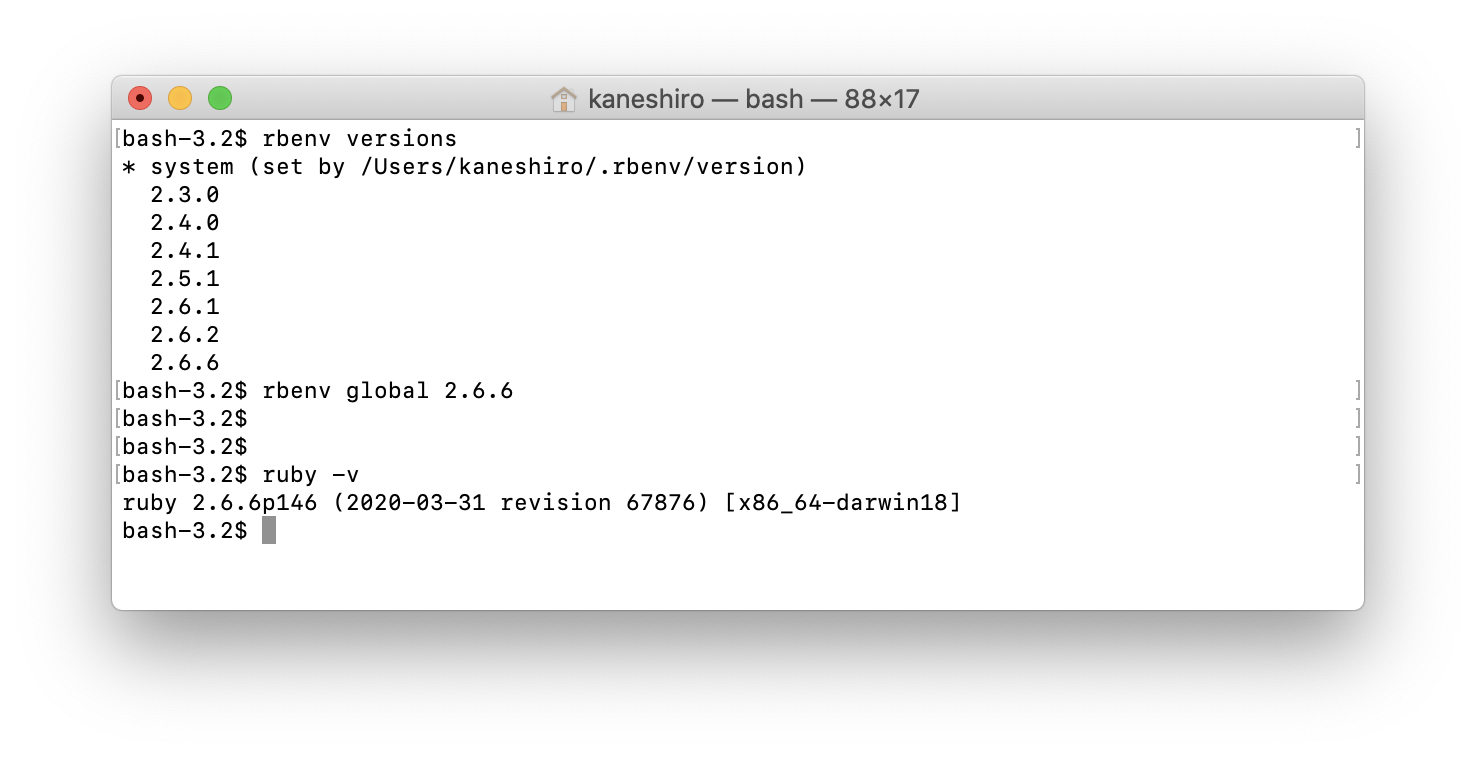 kaneshiro — bash — 88×17
[bash-3.2$ rbenv versions ]
* system (set by /Users/kaneshiro/.rbenv/version)
  2.3.0
  2.4.0
  2.4.1
  2.5.1
  2.6.1
  2.6.2
  2.6.6
[bash-3.2$ rbenv global 2.6.6 ]
[bash-3.2$ ]
[bash-3.2$ ]
[bash-3.2$ ruby -v ]
ruby 2.6.6p146 (2020-03-31 revision 67876) [x86_64-darwin18]
bash-3.2$